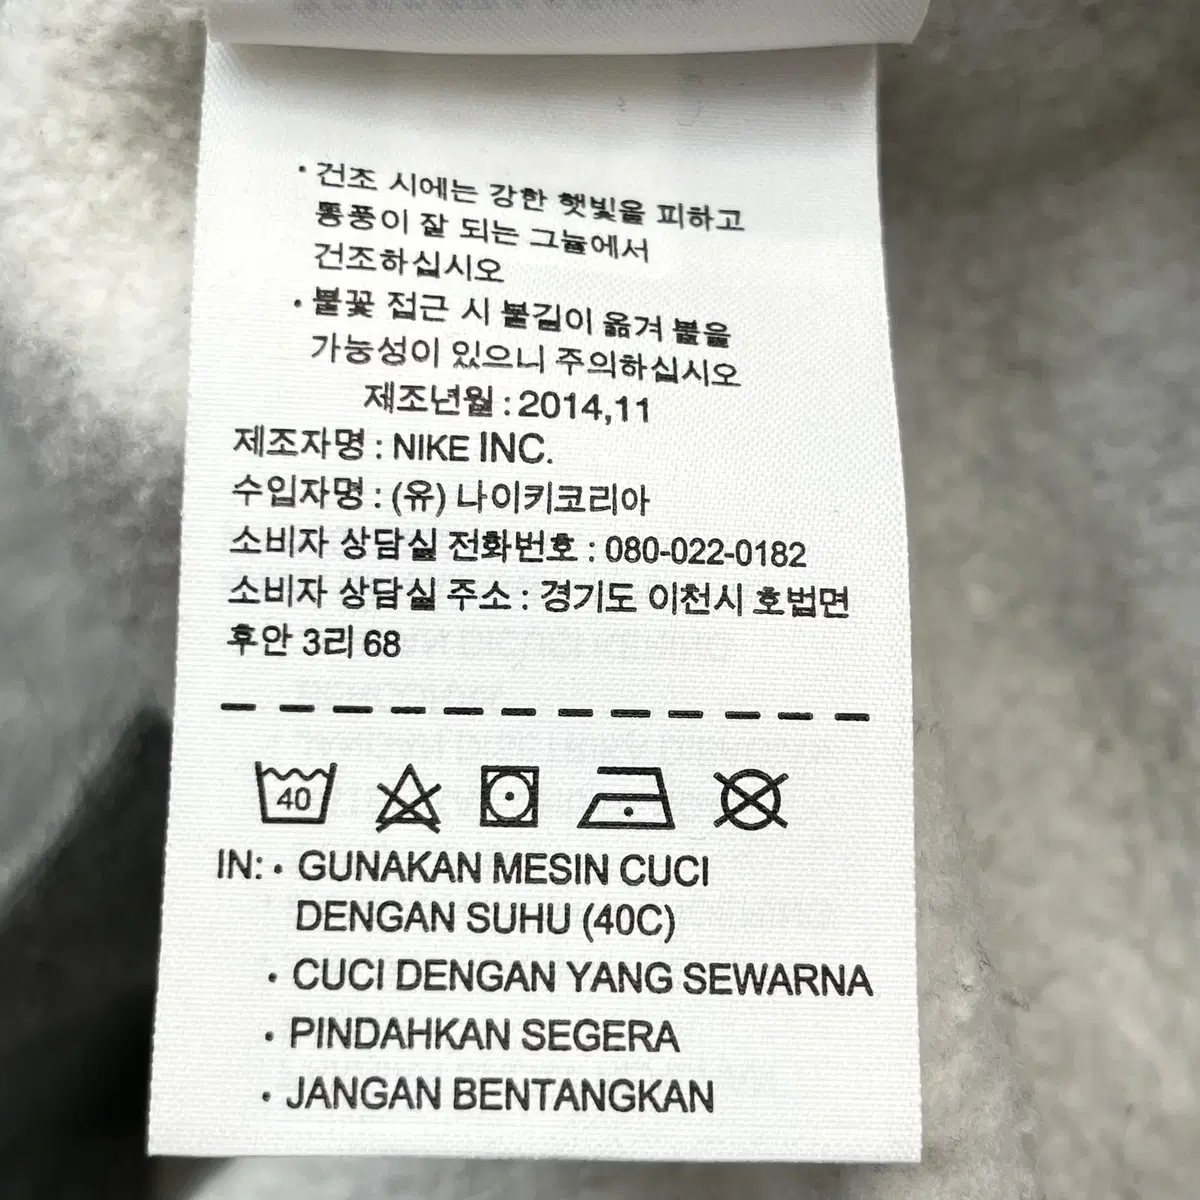 · 건조 시에는 강한 햇빛을 피하고
통풍이 잘 되는 그늘에서
건조하십시오
· 불꽃 접근 시 불길이 옮겨 붙을
가능성이 있으니 주의하십시오
제조년월 : 2014,11
제조자명 : NIKE INC.
수입자명 : (유) 나이키코리아
소비자 상담실 전화번호 : 080-022-0182
소비자 상담실 주소 : 경기도 이천시 호법면
후안 3리 68
40
IN: · GUNAKAN MESIN CUCI
DENGAN SUHU (40C)
· CUCI DENGAN YANG SEWARNA
· PINDAHKAN SEGERA
· JANGAN BENTANGKAN